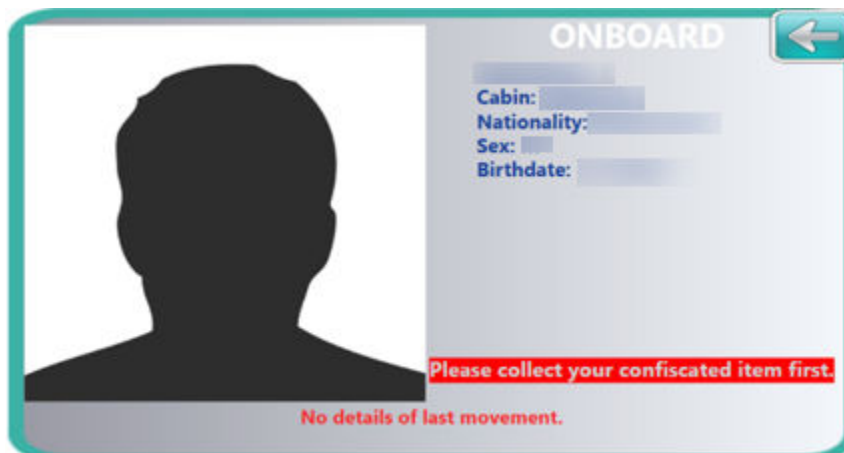 ONBOARD
Cabin:
Nationality:
Sex:
Birthdate:
Please collect your confiscated item first.
No details of last movement.